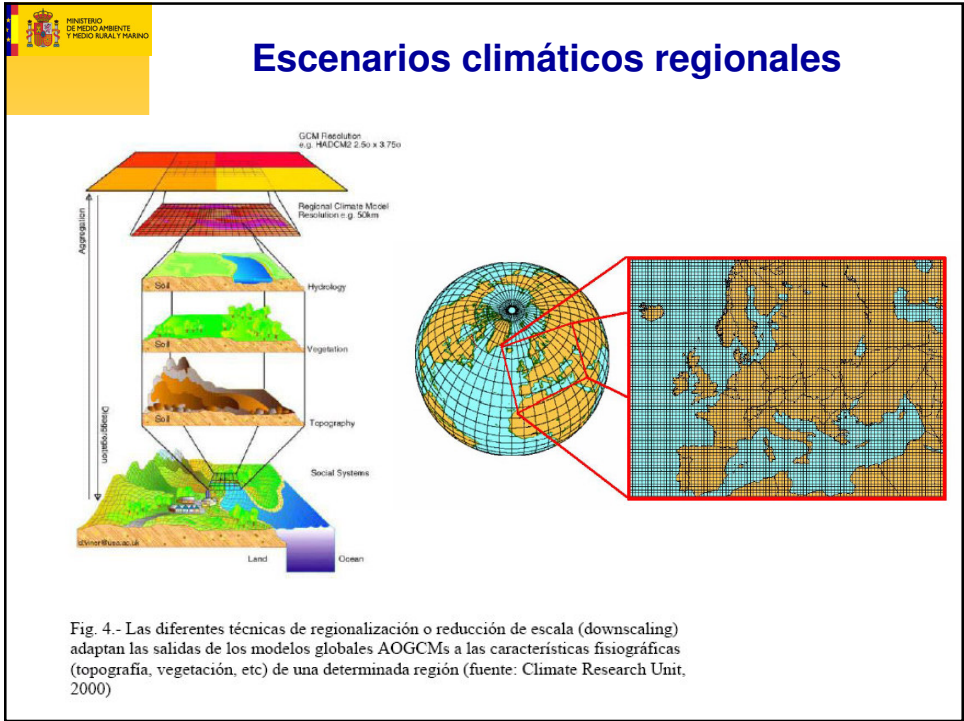 MINISTERIO
DE MEDIO AMBIENTE
Y MEDIO RURAL Y MARINO
Escenarios climáticos regionales
GCM Resolution
e.g. HADCM2 2.5o x 3.75o
Regional Climate Model
Resolution e.g. 50km
Aggregation
Soil
Hydrology
Soil
Vegetation
Soil
Topography
Disaggregation
Social Systems
Land
Ocean
Fig. 4.- Las diferentes técnicas de regionalización o reducción de escala (downscaling)
adaptan las salidas de los modelos globales AOGCMs a las características fisiográficas
(topografía, vegetación, etc) de una determinada región (fuente: Climate Research Unit,
2000)